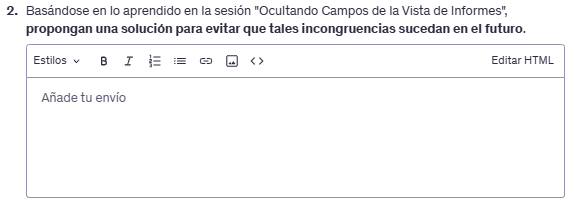 2. Basándose en lo aprendido en la sesión "Ocultando Campos de la Vista de Informes",
propongan una solución para evitar que tales incongruencias sucedan en el futuro.
Estilos B I Editar HTML
Añade tu envío